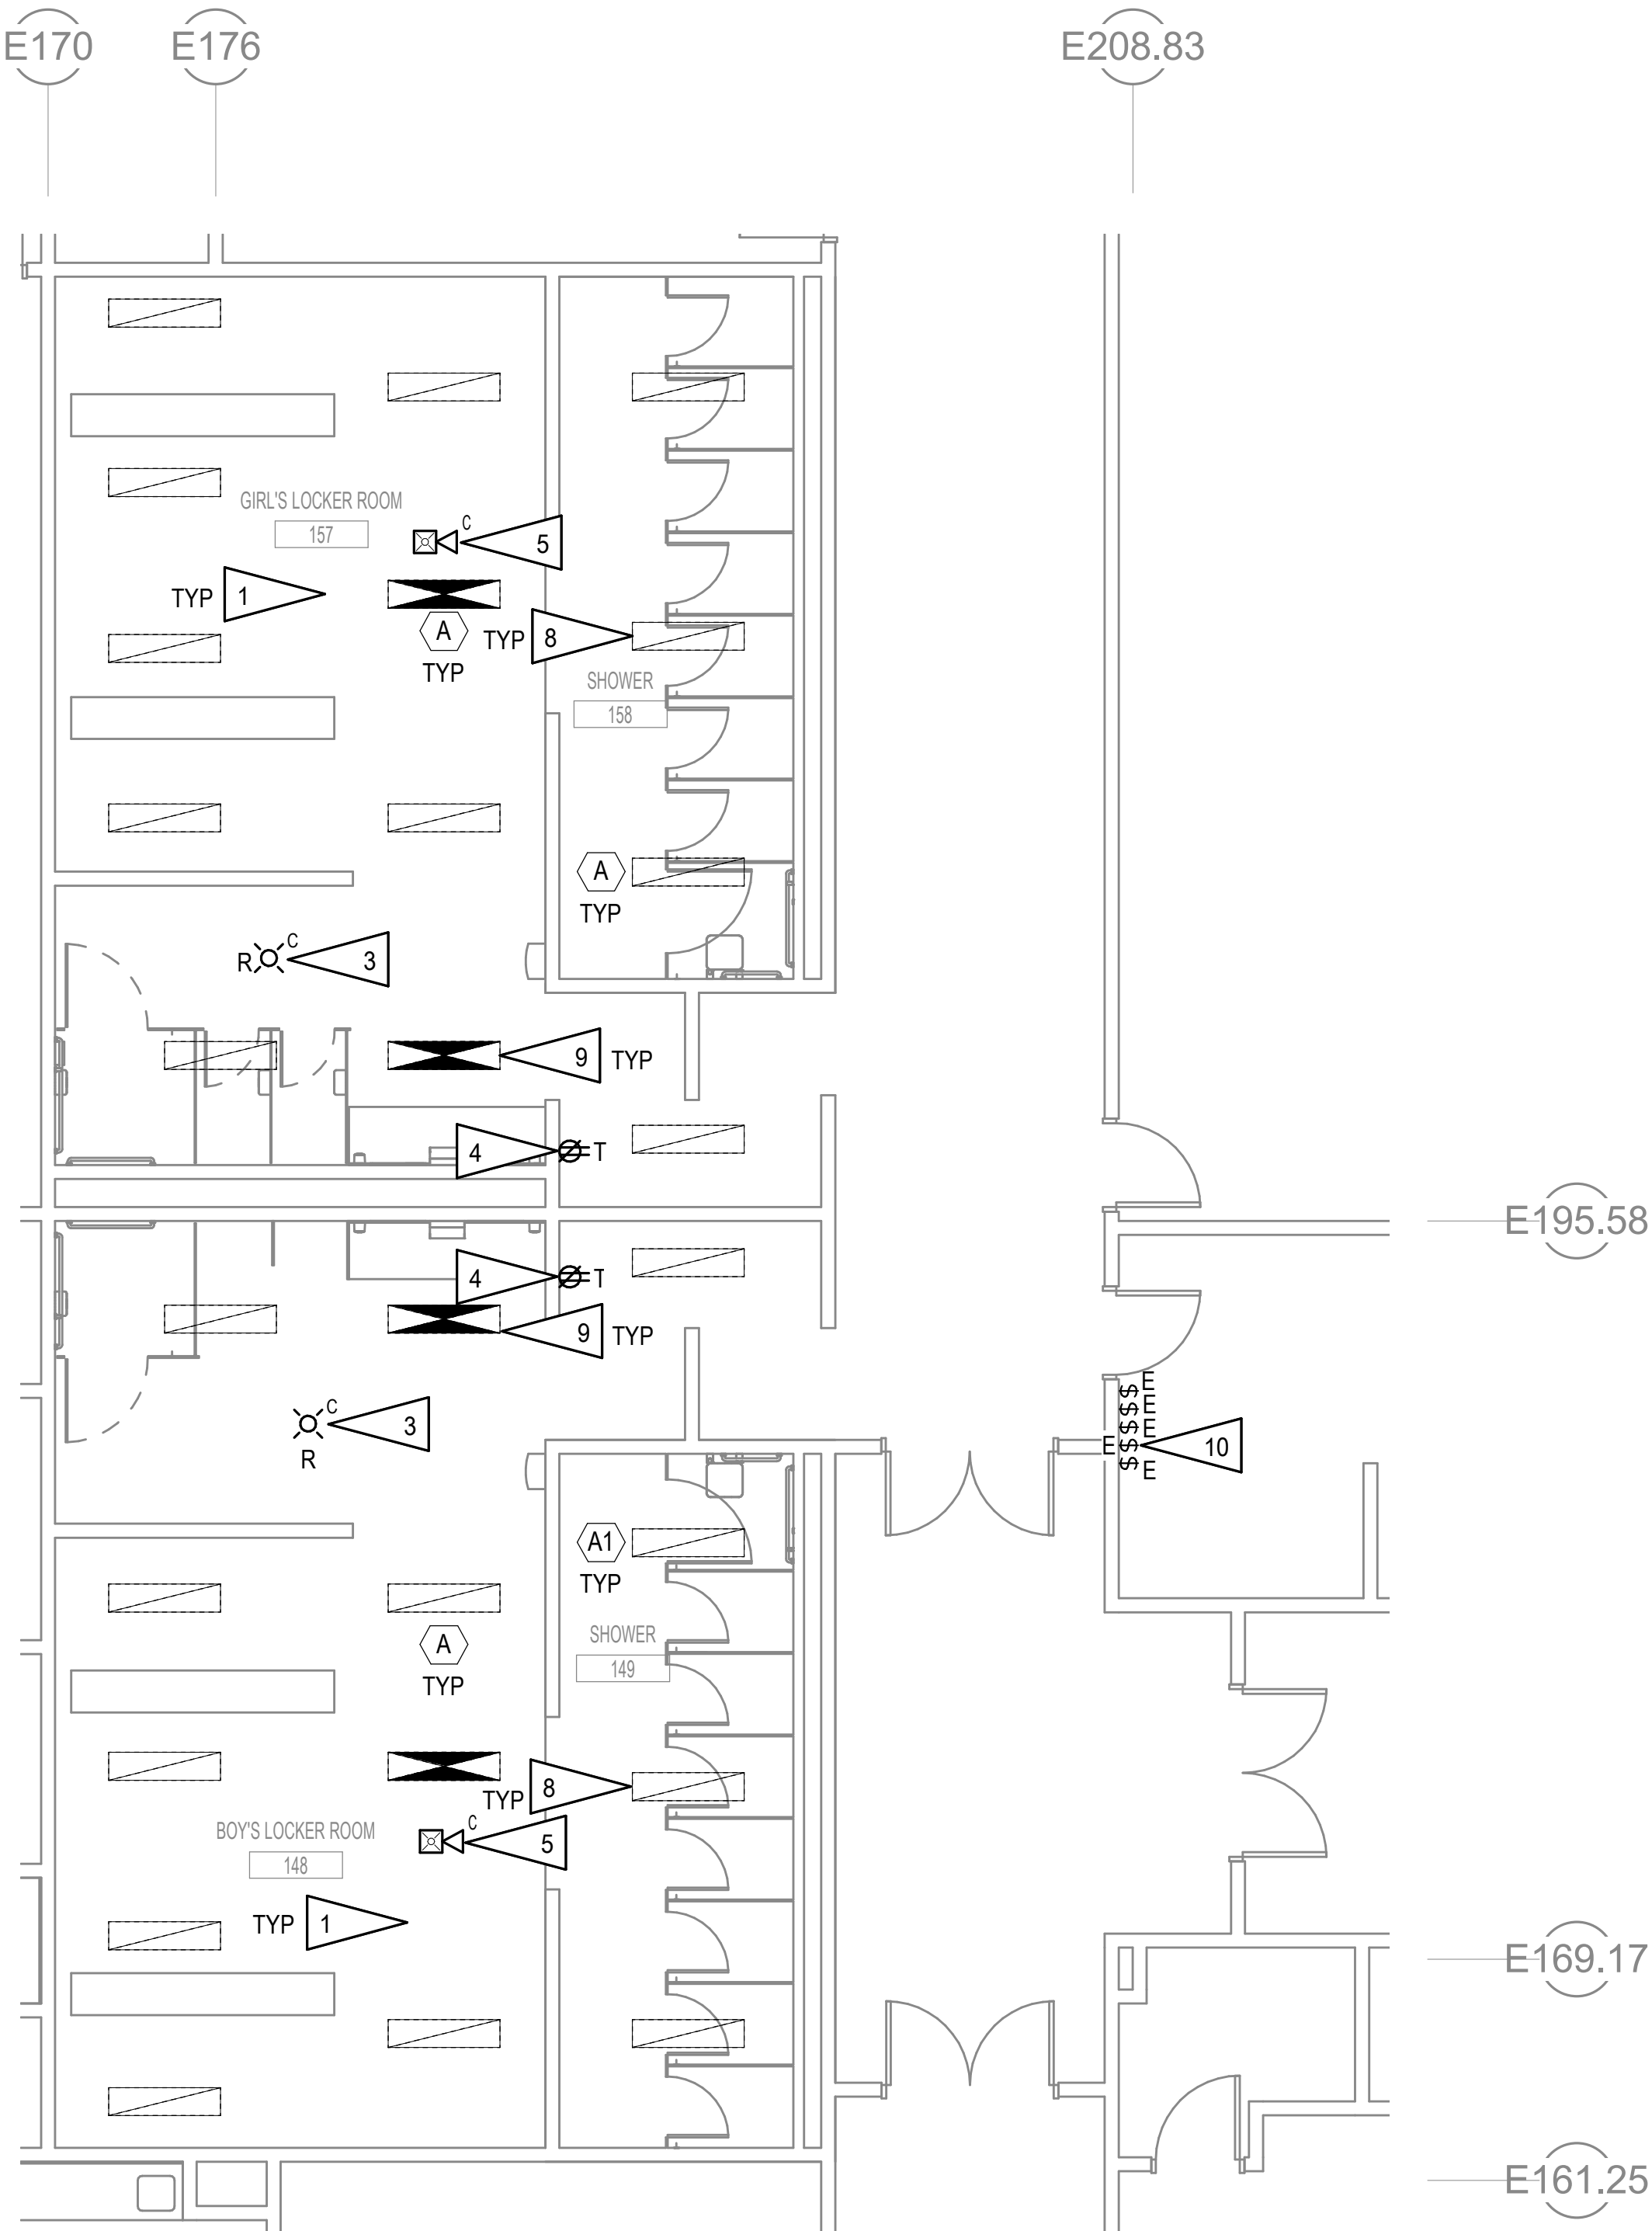 E170
E176
E208.83
GIRL'S LOCKER ROOM
157
C
5
TYP
1
A
TYP
TYP
8
SHOWER
158
A
TYP
R
C
3
9
TYP
4
T
E195.58
4
T
9
TYP
C
3
R
E
$
E
$
E
$
E
$
10
$
E
A1
TYP
A
TYP
SHOWER
149
8
TYP
BOY'S LOCKER ROOM
148
C
5
TYP
1
E169.17
E161.25